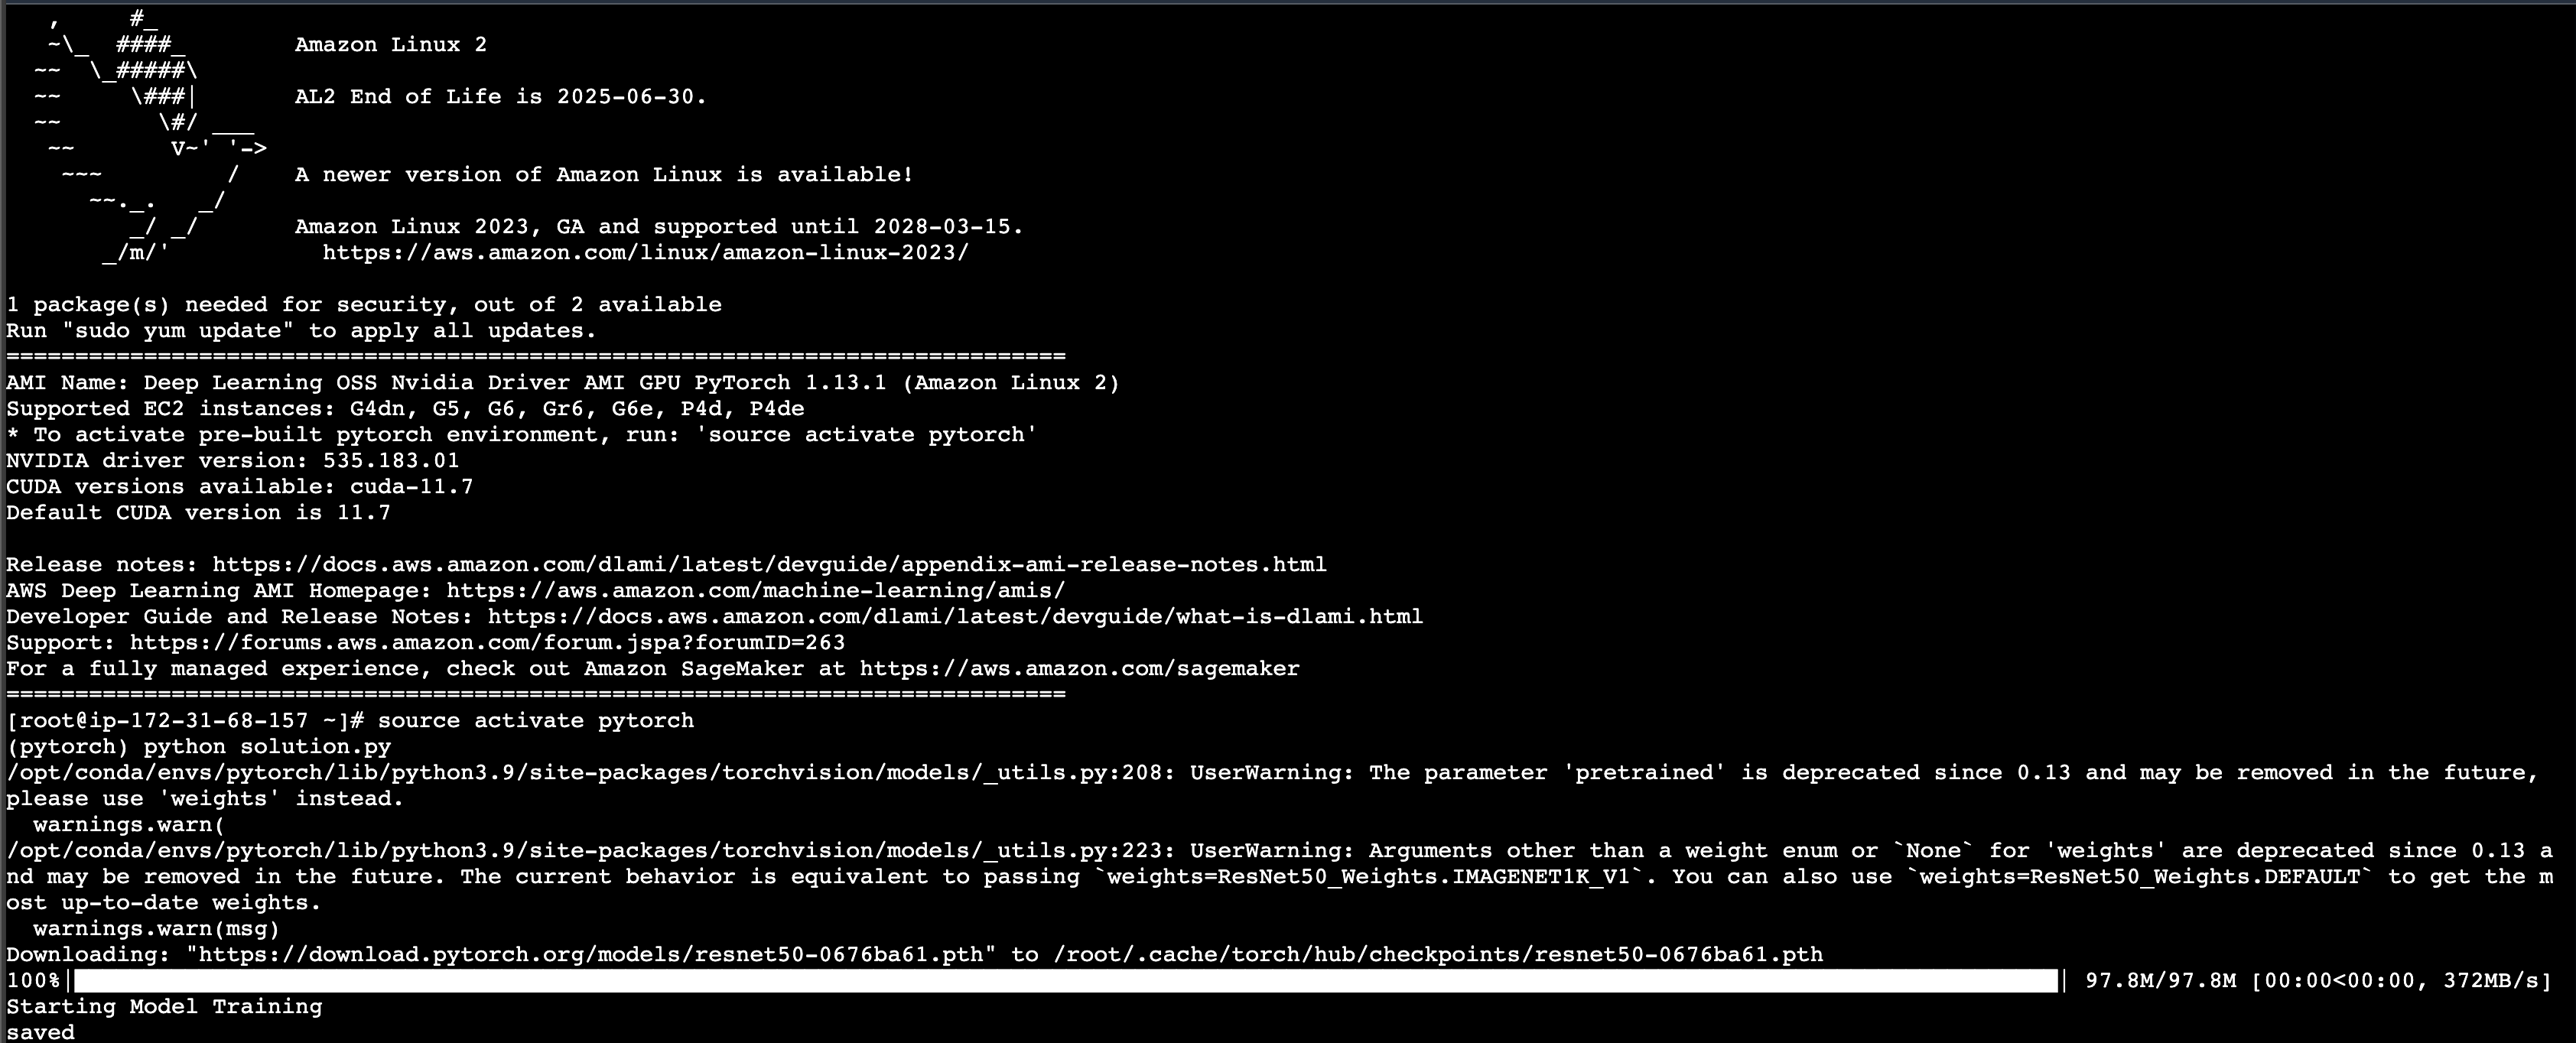 ,     #_
   ~\_  ####_        Amazon Linux 2
  ~~  \_#####\
  ~~     \###|       AL2 End of Life is 2025-06-30.
  ~~       \#/ ___
   ~~       V~' '->
    ~~~         /    A newer version of Amazon Linux is available!
      ~~._.   _/
         _/ _/       Amazon Linux 2023, GA and supported until 2028-03-15.
       _/m/'           https://aws.amazon.com/linux/amazon-linux-2023/

1 package(s) needed for security, out of 2 available
Run "sudo yum update" to apply all updates.
=============================================================================
AMI Name: Deep Learning OSS Nvidia Driver AMI GPU PyTorch 1.13.1 (Amazon Linux 2)
Supported EC2 instances: G4dn, G5, G6, Gr6, G6e, P4d, P4de
* To activate pre-built pytorch environment, run: 'source activate pytorch'
NVIDIA driver version: 535.183.01
CUDA versions available: cuda-11.7
Default CUDA version is 11.7

Release notes: https://docs.aws.amazon.com/dlami/latest/devguide/appendix-ami-release-notes.html
AWS Deep Learning AMI Homepage: https://aws.amazon.com/machine-learning/amis/
Developer Guide and Release Notes: https://docs.aws.amazon.com/dlami/latest/devguide/what-is-dlami.html
Support: https://forums.aws.amazon.com/forum.jspa?forumID=263
For a fully managed experience, check out Amazon SageMaker at https://aws.amazon.com/sagemaker
=============================================================================
[root@ip-172-31-68-157 ~]# source activate pytorch
(pytorch) python solution.py
/opt/conda/envs/pytorch/lib/python3.9/site-packages/torchvision/models/_utils.py:208: UserWarning: The parameter 'pretrained' is deprecated since 0.13 and may be removed in the future,
please use 'weights' instead.
  warnings.warn(
/opt/conda/envs/pytorch/lib/python3.9/site-packages/torchvision/models/_utils.py:223: UserWarning: Arguments other than a weight enum or `None` for 'weights' are deprecated since 0.13 a
nd may be removed in the future. The current behavior is equivalent to passing `weights=ResNet50_Weights.IMAGENET1K_V1`. You can also use `weights=ResNet50_Weights.DEFAULT` to get the m
ost up-to-date weights.
  warnings.warn(msg)
Downloading: "https://download.pytorch.org/models/resnet50-0676ba61.pth" to /root/.cache/torch/hub/checkpoints/resnet50-0676ba61.pth
100%| | 97.8M/97.8M [00:00<00:00, 372MB/s]
Starting Model Training
saved